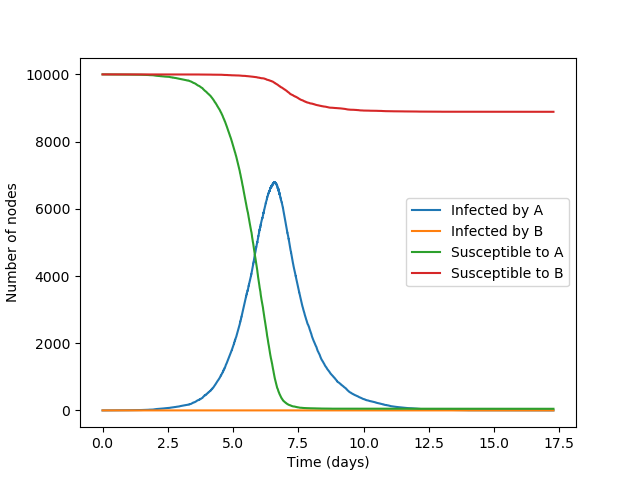 10000
8000
6000
4000
2000
0
Number of nodes
Infected by A
Infected by B
Susceptible to A
Susceptible to B
0.0 2.5 5.0 7.5 10.0 12.5 15.0 17.5
Time (days)